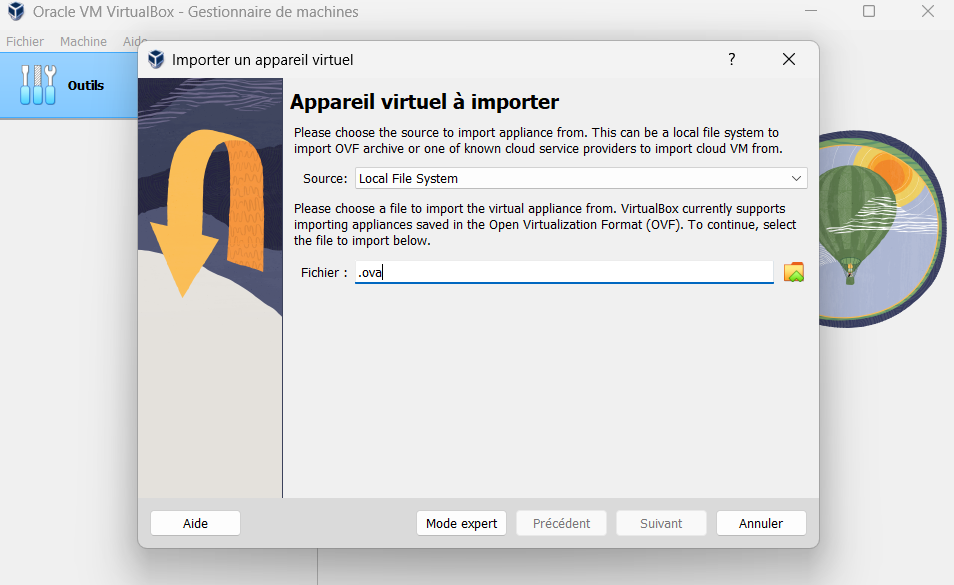 Oracle VM VirtualBox - Gestionnaire de machines
Fichier Machine Aide
Outils
Importer un appareil virtuel
?
Appareil virtuel à importer
Please choose the source to import appliance from. This can be a local file system to
import OVF archive or one of known cloud service providers to import cloud VM from.
Source: Local File System
Please choose a file to import the virtual appliance from. VirtualBox currently supports
importing appliances saved in the Open Virtualization Format (OVF). To continue, select
the file to import below.
Fichier : .ova
Aide Mode expert Précédent Suivant Annuler